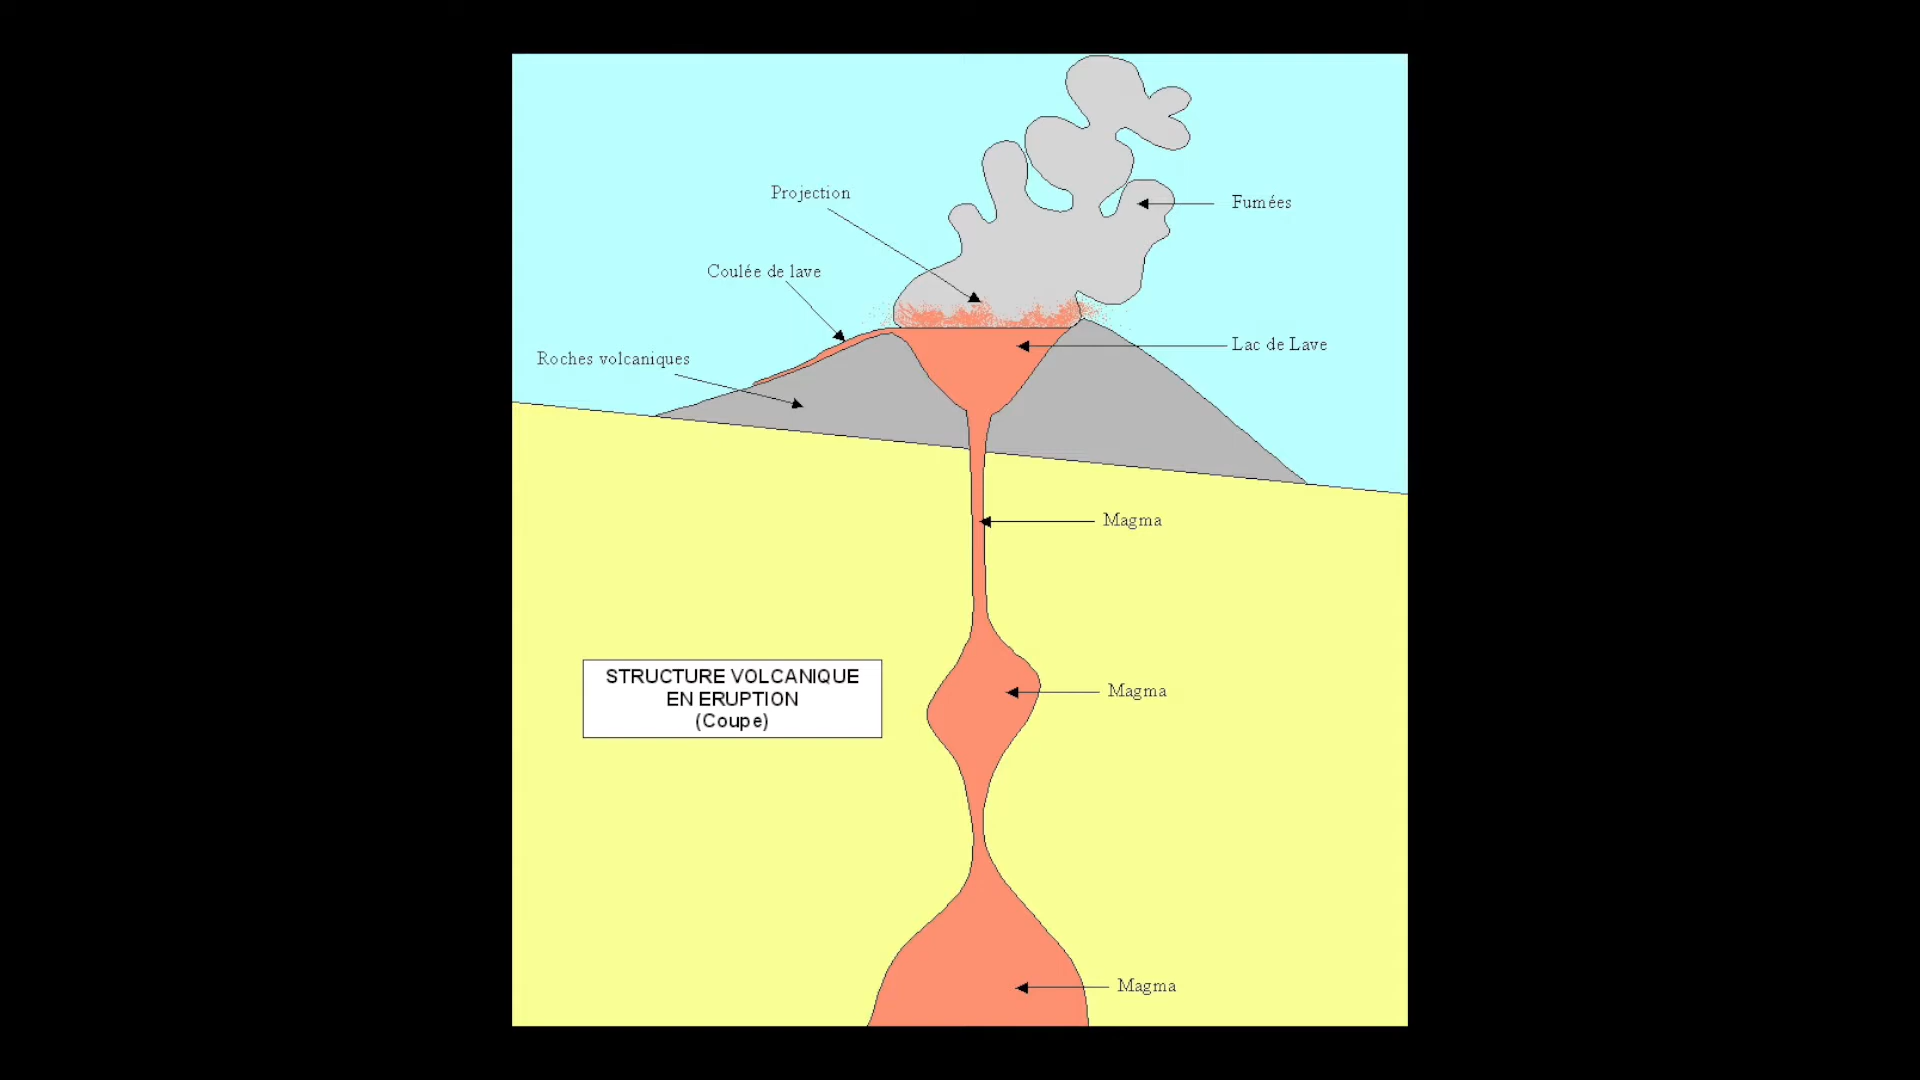 Projection
Fumées
Coulée de lave
Lac de Lave
Roches volcaniques
Magma
STRUCTURE VOLCANIQUE
EN ERUPTION
(Coupe)
Magma
Magma